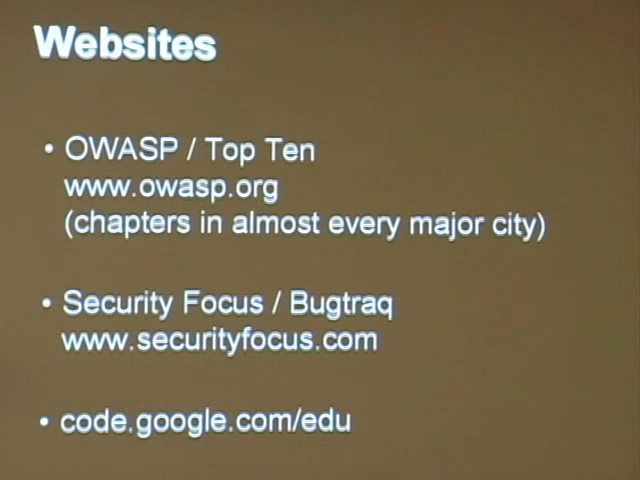 Websites
• OWASP / Top Ten
www.owasp.org
(chapters in almost every major city)
• Security Focus / Bugtraq
www.securityfocus.com
• code.google.com/edu